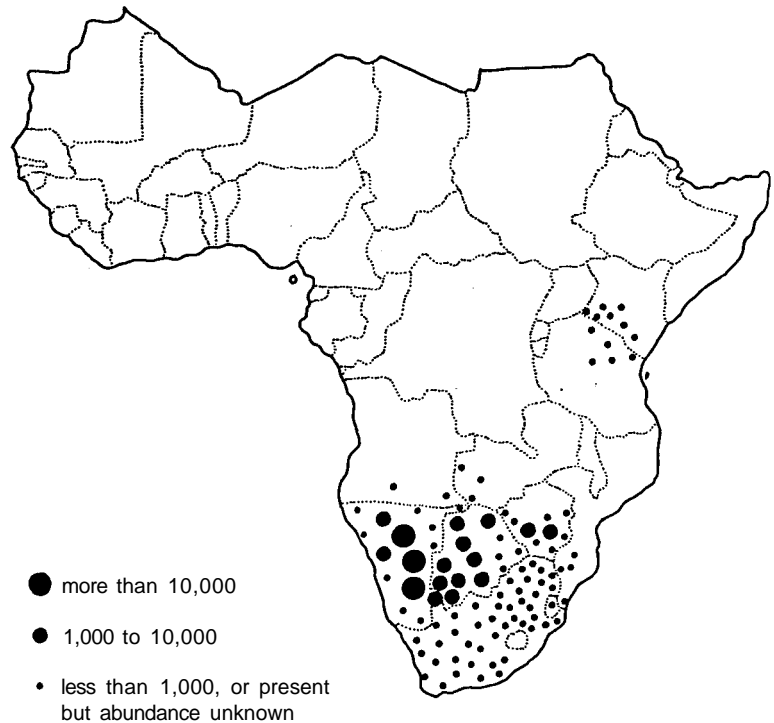 more than 10,000
1,000 to 10,000
less than 1,000, or present
but abundance unknown